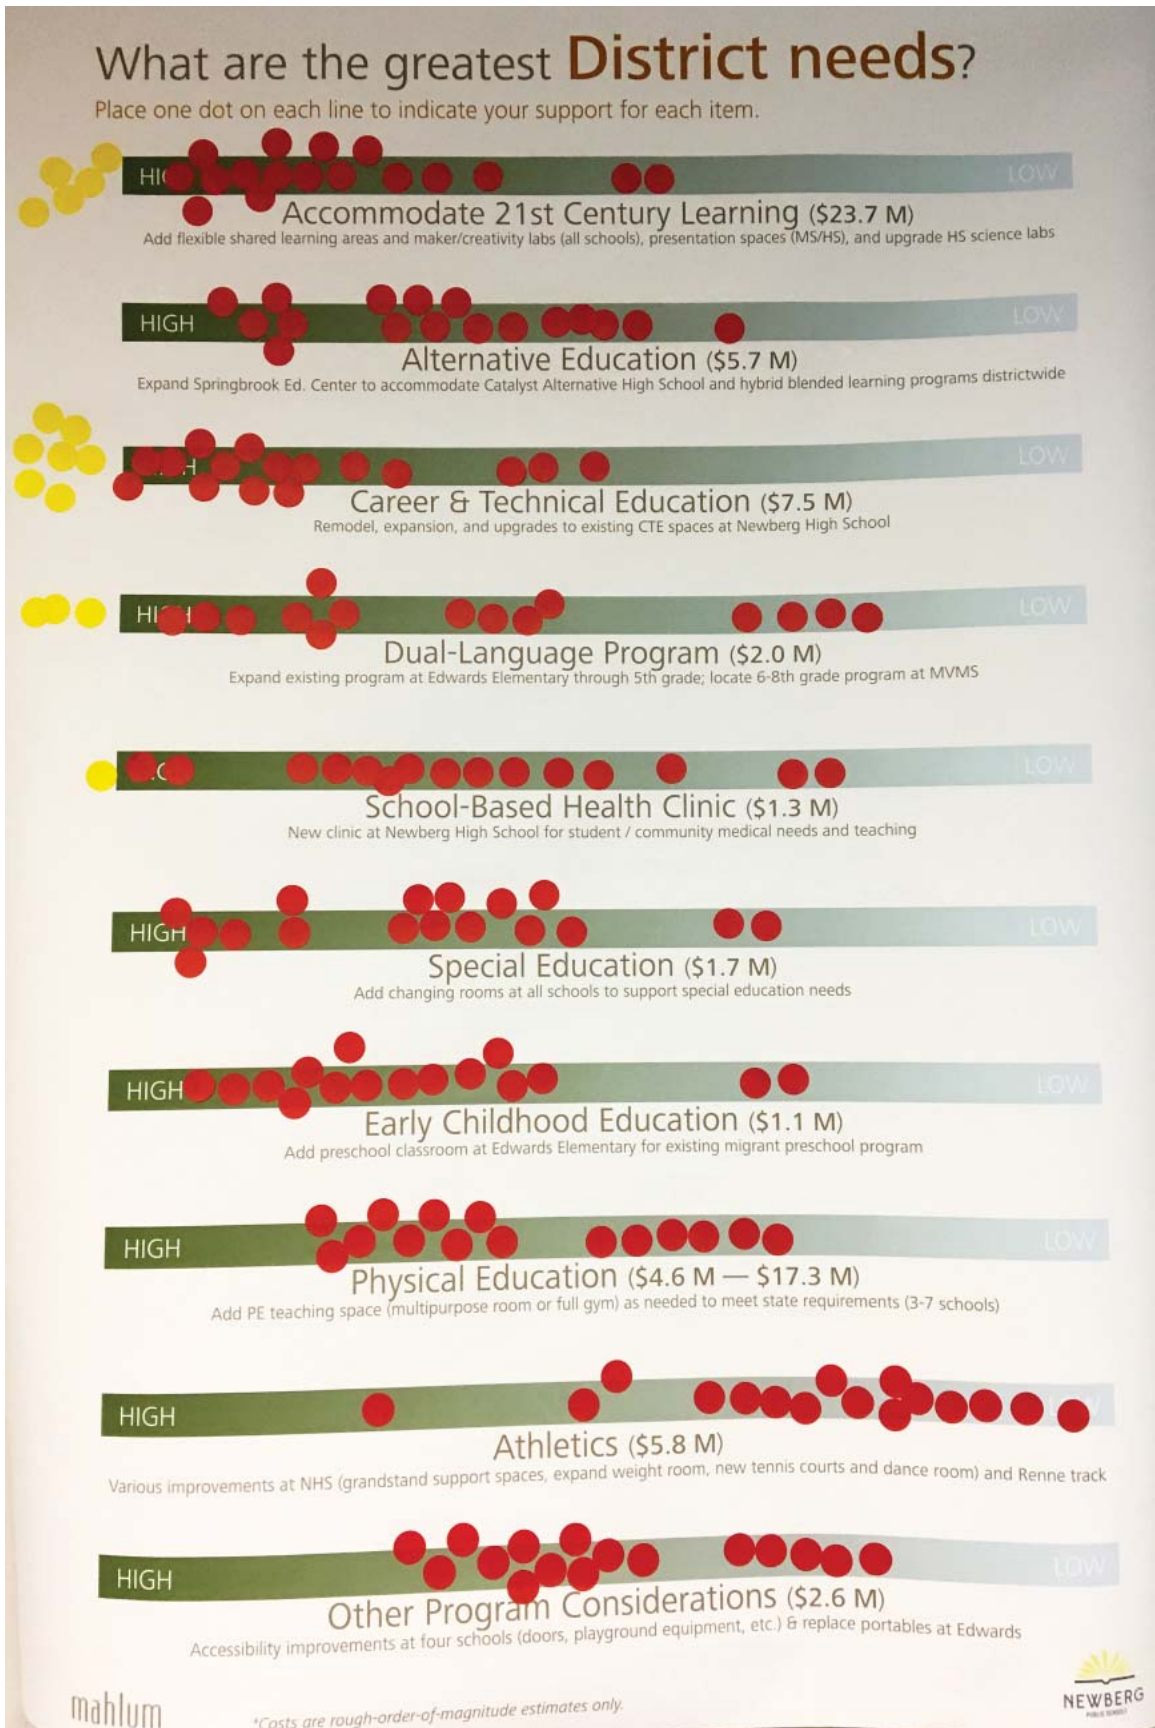 What are the greatest District needs?
Place one dot on each line to indicate your support for each item.
HI LOW
Accommodate 21st Century Learning ($23.7 M)
Add flexible shared learning areas and maker/creativity labs (all schools), presentation spaces (MS/HS), and upgrade HS science labs
HIGH LOW
Alternative Education ($5.7 M)
Expand Springbrook Ed. Center to accommodate Catalyst Alternative High School and hybrid blended learning programs districtwide
H LOW
Career & Technical Education ($7.5 M)
Remodel, expansion, and upgrades to existing CTE spaces at Newberg High School
HIGH LOW
Dual-Language Program ($2.0 M)
Expand existing program at Edwards Elementary through 5th grade; locate 6-8th grade program at MVMS
LOW
School-Based Health Clinic ($1.3 M)
New clinic at Newberg High School for student / community medical needs and teaching
HIGH LOW
Special Education ($1.7 M)
Add changing rooms at all schools to support special education needs
HIGH LOW
Early Childhood Education ($1.1 M)
Add preschool classroom at Edwards Elementary for existing migrant preschool program
HIGH LOW
Physical Education ($4.6 M — $17.3 M)
Add PE teaching space (multipurpose room or full gym) as needed to meet state requirements (3-7 schools)
HIGH
Athletics ($5.8 M)
Various improvements at NHS (grandstand support spaces, expand weight room, new tennis courts and dance room) and Renne track
HIGH LOW
Other Program Considerations ($2.6 M)
Accessibility improvements at four schools (doors, playground equipment, etc.) & replace portables at Edwards
mahlum
*Costs are rough-order-of-magnitude estimates only.
NEWBERG
PUBLIC SCHOOLS